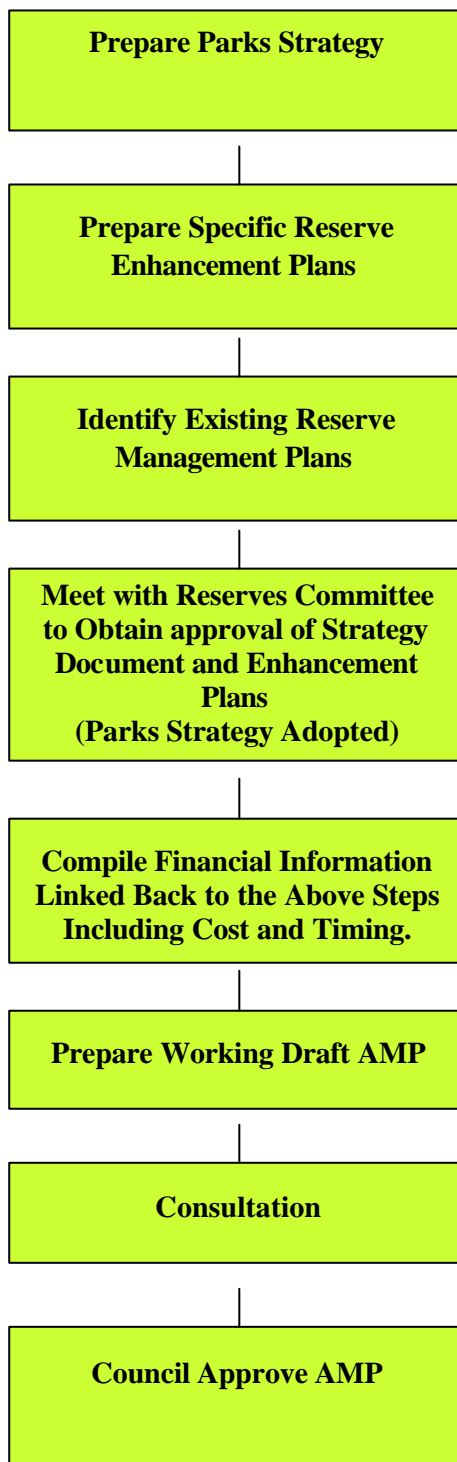 Prepare Parks Strategy
Prepare Specific Reserve
Enhancement Plans
Identify Existing Reserve
Management Plans
Meet with Reserves Committee
to Obtain approval of Strategy
Document and Enhancement
Plans
(Parks Strategy Adopted)
Compile Financial Information
Linked Back to the Above Steps
Including Cost and Timing.
Prepare Working Draft AMP
Consultation
Council Approve AMP